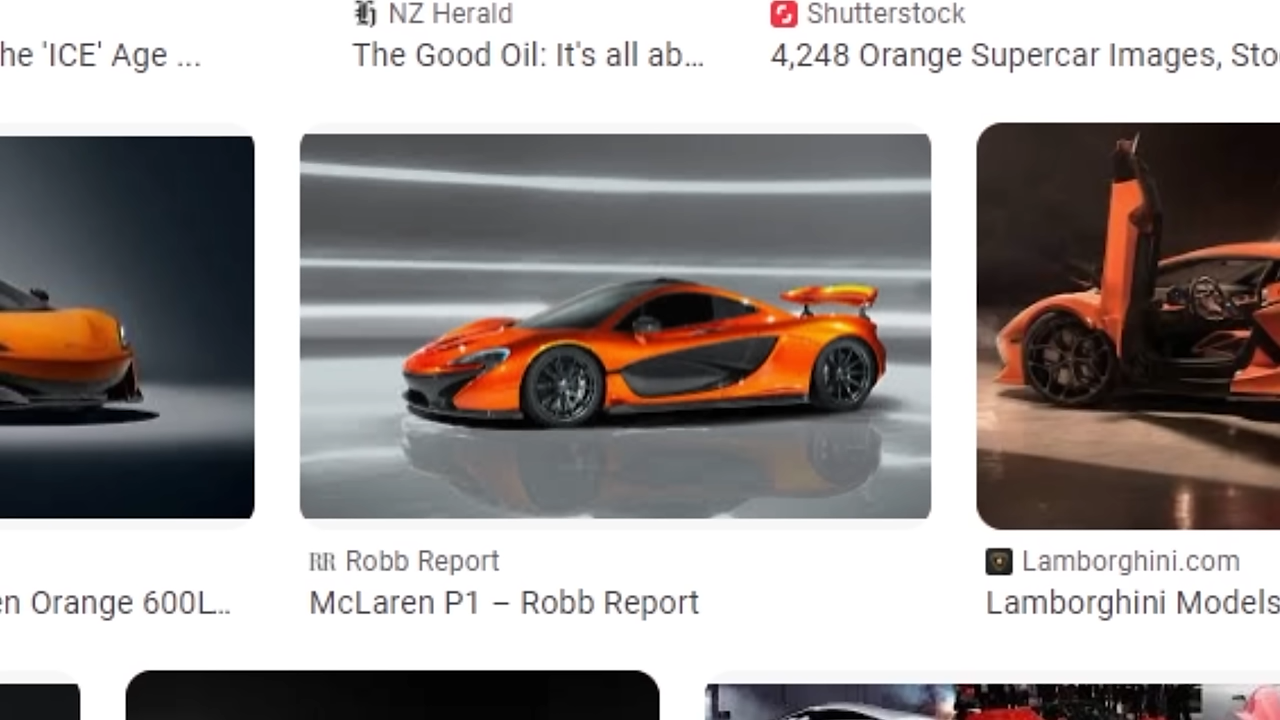 NZ Herald
Shutterstock
he 'ICE' Age ...
The Good Oil: It's all ab...
4,248 Orange Supercar Images, Sto
RR Robb Report
Lamborghini.com
en Orange 600L..
McLaren P1 – Robb Report
Lamborghini Models